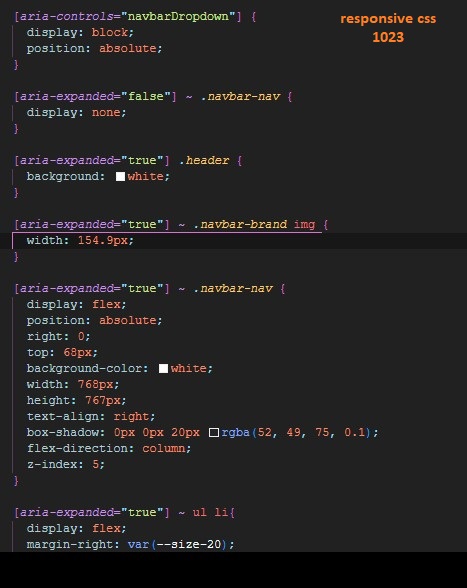 [aria-controls="navbarDropdown"] {
responsive css
1023
display: block;
position: absolute;
}
[aria-expanded="false"] ~ .navbar-nav {
display: none;
}
[aria-expanded="true"] .header {
background: white;
}
[aria-expanded="true"] ~ .navbar-brand img {
width: 154.9px;
}
[aria-expanded="true"] ~ .navbar-nav {
display: flex;
position: absolute;
right: 0;
top: 68px;
background-color: white;
width: 768px;
height: 767px;
text-align: right;
box-shadow: 0px 0px 20px rgba(52, 49, 75, 0.1);
flex-direction: column;
z-index: 5;
}
[aria-expanded="true"] ~ ul li{
display: flex;
margin-right: var(--size-20);